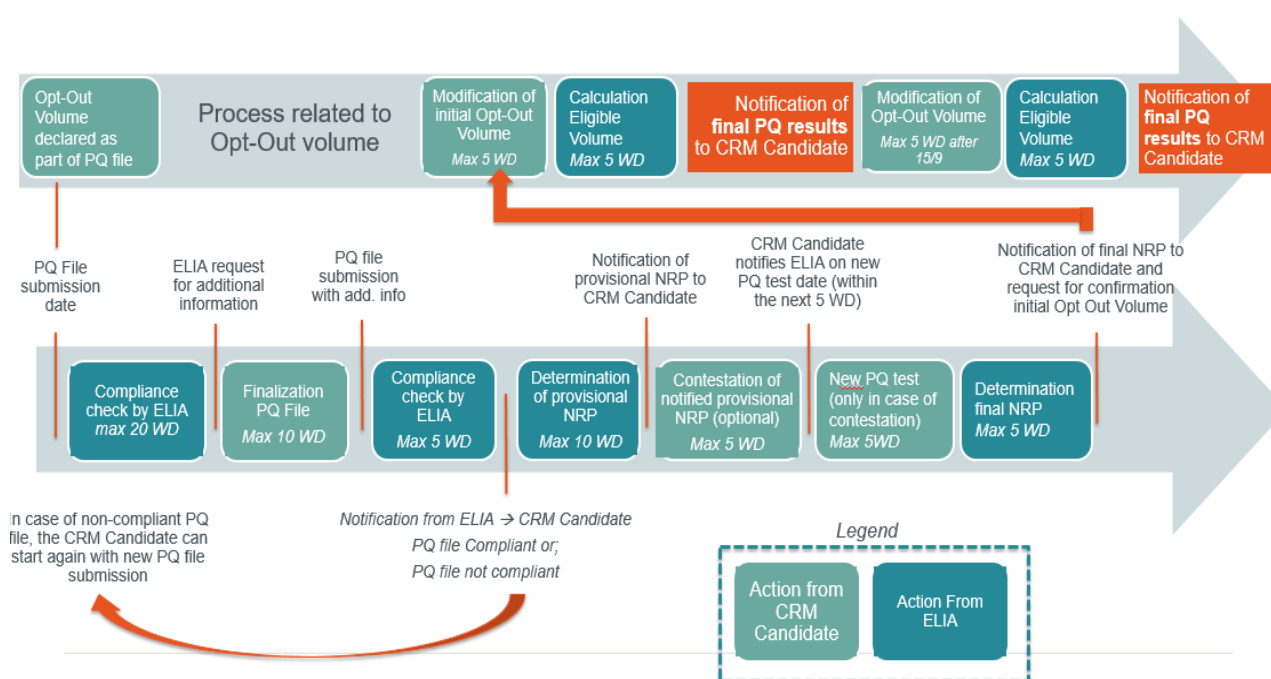 Opt-Out
Volume
declared as
part of PQ file
Process related to
Opt-Out volume
Modification of
initial Opt-Out
Volume
Max 5 WD
Calculation
Eligible
Volume
Max 5 WD
Notification of
final PQ results
to CRM Candidate
Modification of
Opt-Out Volume
Max 5 WD after
15/9
Calculation
Eligible
Volume
Max 5 WD
Notification of
final PQ
results to CRM
Candidate
PQ File
submission
date
ELIA request
for additional
information
PQ file
submission
with add. info
Notification of
provisional NRP to
CRM Candidate
CRM Candidate
notifies ELIA on new
PQ test date (within
the next 5 WD)
Notification of final NRP to
CRM Candidate and
request for confirmation
initial Opt Out Volume
Compliance
check by ELIA
max 20 WD
Finalization
PQ File
Max 10 WD
Compliance
check by
ELIA
Max 5 WD
Determination
of provisional
NRP
Max 10 WD
Contestation of
notified provisional
NRP (optional)
Max 5 WD
New PQ test
(only in case of
contestation)
Max 5WD
Determination
final NRP
Max 5 WD
in case of non-compliant PQ
file, the CRM Candidate can
start again with new PQ file
submission
Notification from ELIA → CRM Candidate
PQ file Compliant or;
PQ file not compliant
Legend
Action from
CRM
Candidate
Action From
ELIA